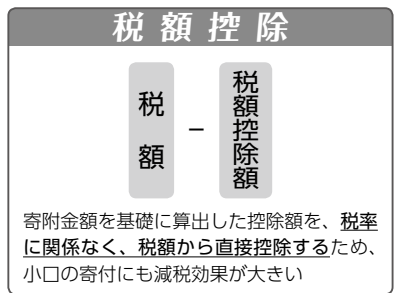 税額控除
税額
－
税額控除額
寄附金額を基礎に算出した控除額を、税率
に関係なく、税額から直接控除するため、
小口の寄付にも減税効果が大きい